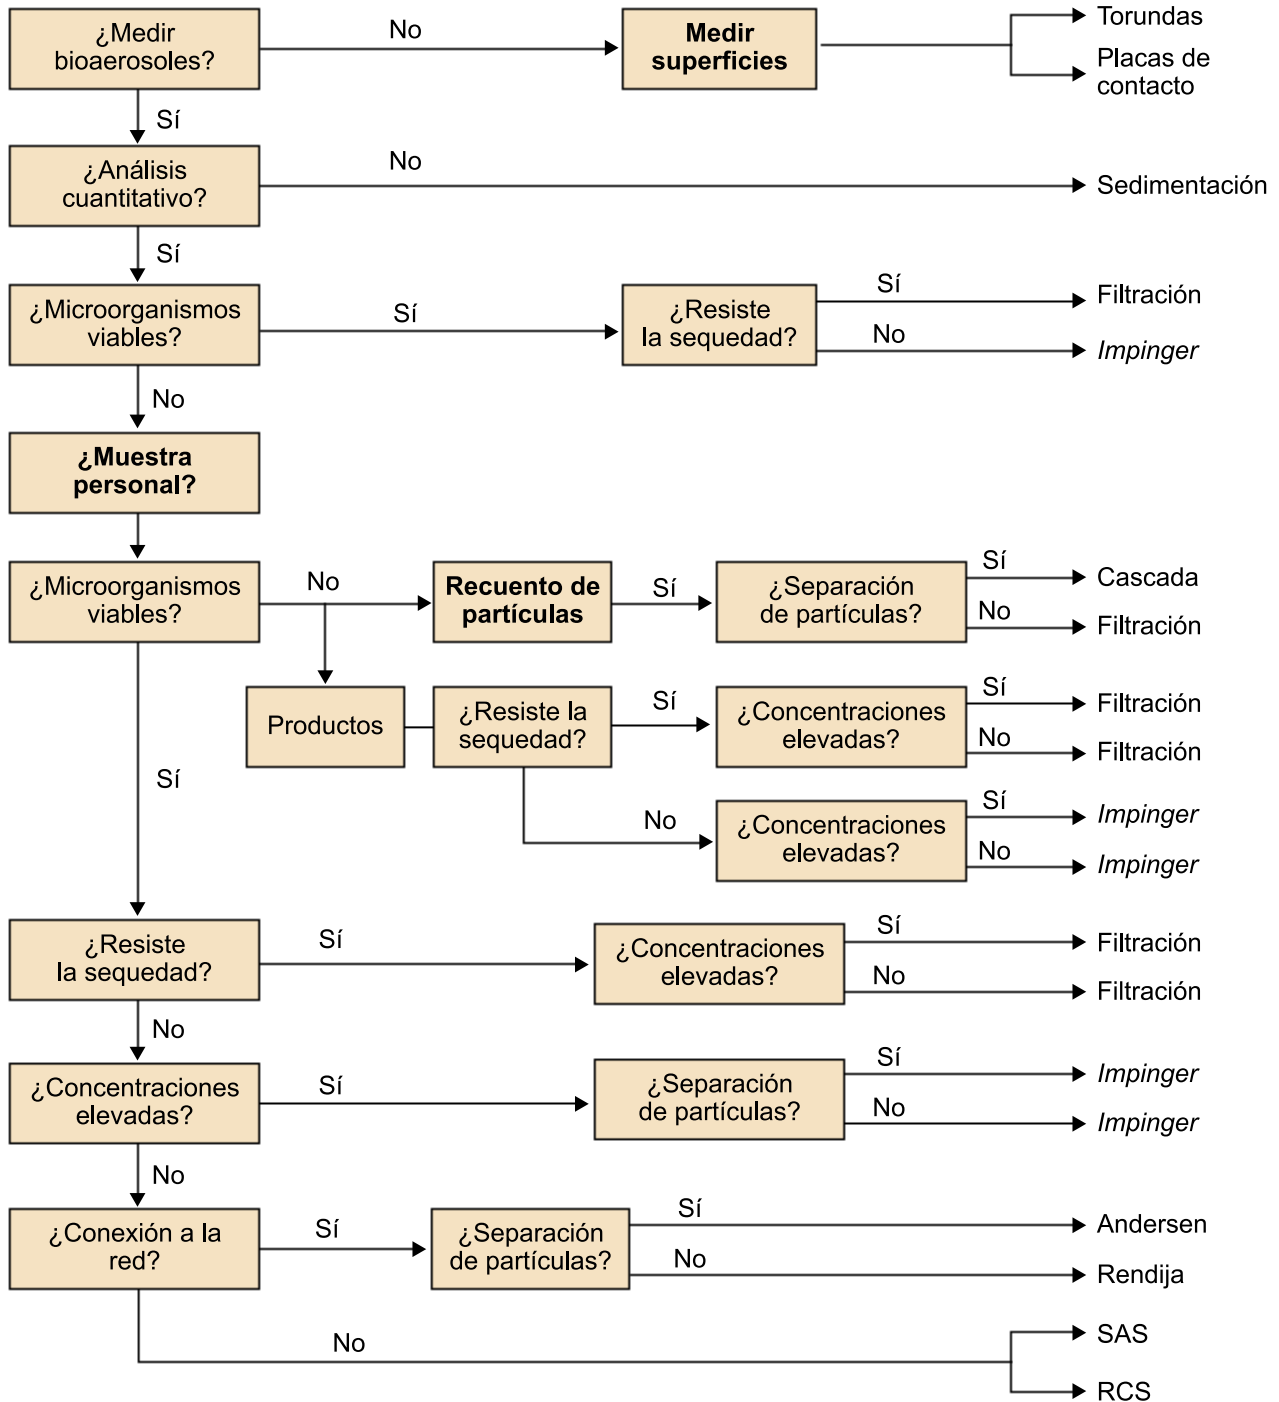 ¿Medir
bioaerosoles?
No
Medir
superficies
Torundas
Placas de
contacto
Sí
¿Análisis
cuantitativo?
No
Sedimentación
Sí
¿Microorganismos
viables?
Sí
¿Resiste
la sequedad?
Sí
Filtración
No
Impinger
No
¿Muestra
personal?
¿Microorganismos
viables?
No
Recuento de
partículas
Sí
¿Separación
de partículas?
Sí
Cascada
No
Filtración
Productos
¿Resiste la
sequedad?
Sí
¿Concentraciones
elevadas?
Sí
Filtración
No
Filtración
No
¿Concentraciones
elevadas?
Sí
Impinger
No
Impinger
Sí
¿Resiste
la sequedad?
Sí
¿Concentraciones
elevadas?
Sí
Filtración
No
Filtración
No
¿Concentraciones
elevadas?
Sí
¿Separación
de partículas?
Sí
Impinger
No
Impinger
No
¿Conexión a la
red?
Sí
¿Separación
de partículas?
Sí
Andersen
No
Rendija
No
SAS
RCS